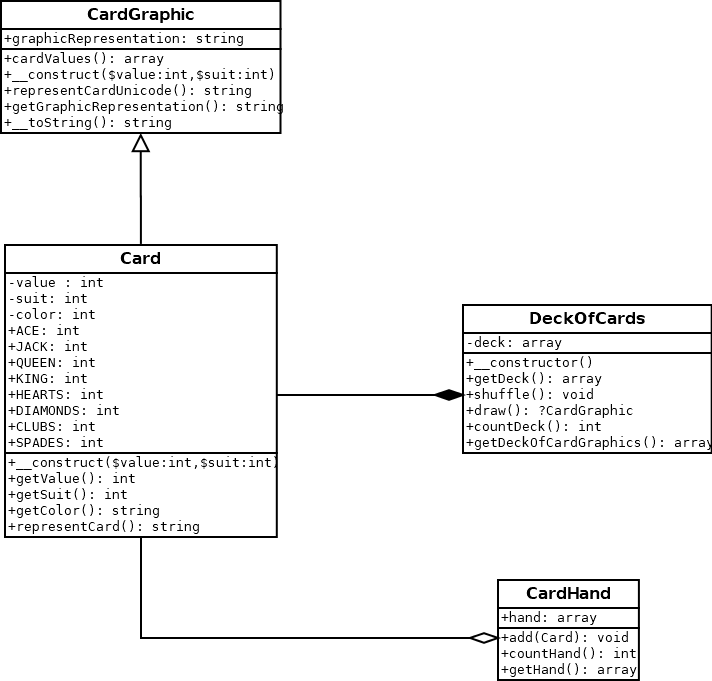 CardGraphic
+graphicRepresentation: string
+cardValues(): array
+__construct($value:int,$suit:int)
+representCardUnicode(): string
+getGraphicRepresentation(): string
+__toString(): string
Card
-value : int
-suit: int
-color: int
+ACE: int
+JACK: int
+QUEEN: int
+KING: int
+HEARTS: int
+DIAMONDS: int
+CLUBS: int
+SPADES: int
+__construct($value:int,$suit:int)
+getValue(): int
+getSuit(): int
+getColor(): string
+representCard(): string
DeckOfCards
-deck: array
+__constructor()
+getDeck(): array
+shuffle(): void
+draw(): ?CardGraphic
+countDeck(): int
+getDeckOfCardGraphics(): array
CardHand
+hand: array
+add(Card): void
+countHand(): int
+getHand(): array